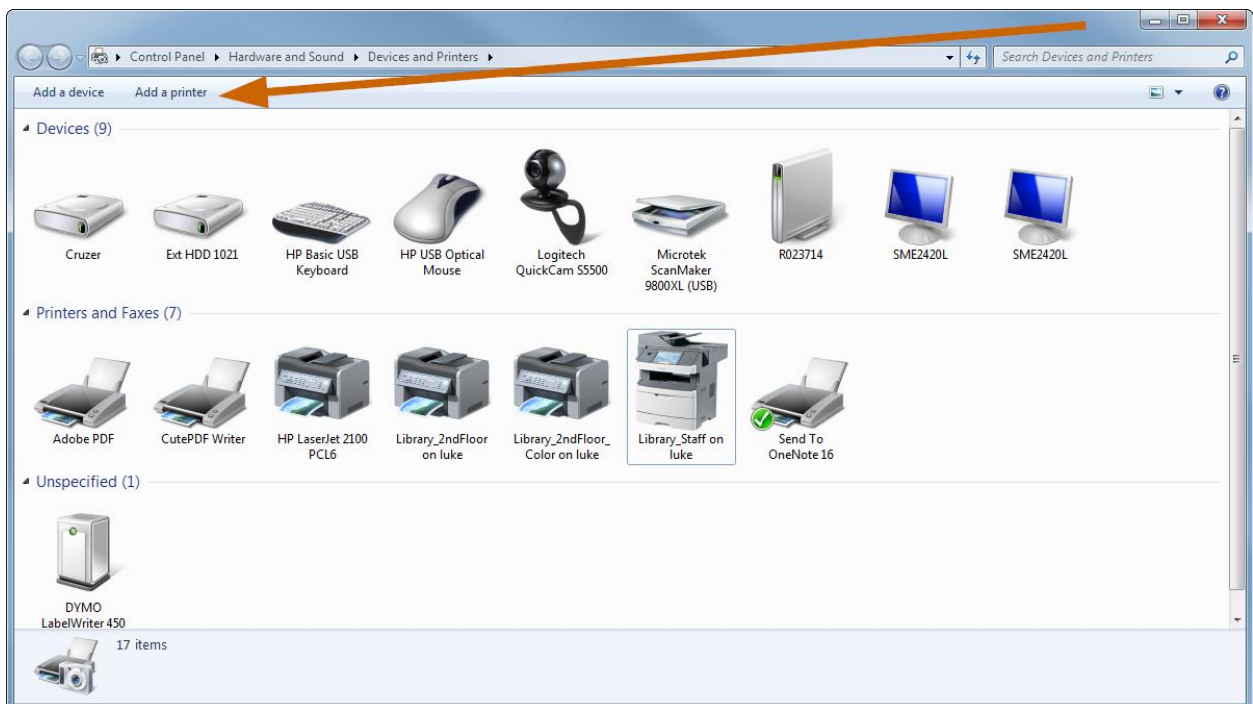 Control Panel Hardware and Sound Devices and Printers
Search Devices and Printers
Add a device Add a printer
Devices (9)
Cruzer
Ext HDD 1021
HP Basic USB
Keyboard
HP USB Optical
Mouse
Logitech
QuickCam S5500
Microtek
ScanMaker
9800XL (USB)
R023714
SME2420L
SME2420L
Printers and Faxes (7)
Adobe PDF
CutePDF Writer
HP LaserJet 2100
PCL6
Library_2ndFloor
on luke
Library_2ndFloor_
Color on luke
Library_Staff on
luke
Send To
OneNote 16
Unspecified (1)
DYMO
LabelWriter 450
17 items